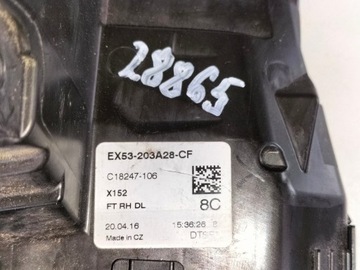 28865
EX53-203A28-CF
C18247-106
X152
FT RH DL
8C
20.04.16
15:36:26
Made in CZ